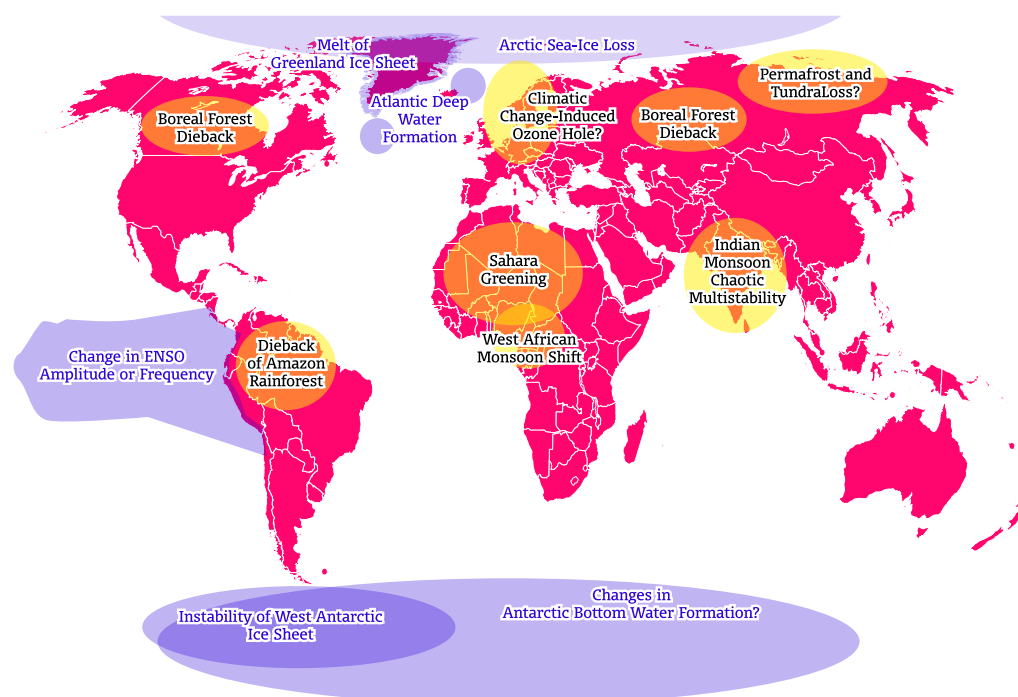 Melt of
Greenland Ice Sheet
Arctic Sea-Ice Loss
Atlantic Deep
Water
Formation
Climatic
Change-Induced
Ozone Hole?
Permafrost and
TundraLoss?
Boreal Forest
Dieback
Boreal Forest
Dieback
Sahara
Greening
Indian
Monsoon
Chaotic
Multistability
West African
Monsoon Shift
Change in ENSO
Amplitude or Frequency
Dieback
of Amazon
Rainforest
Instability of West Antarctic
Ice Sheet
Changes in
Antarctic Bottom Water Formation?